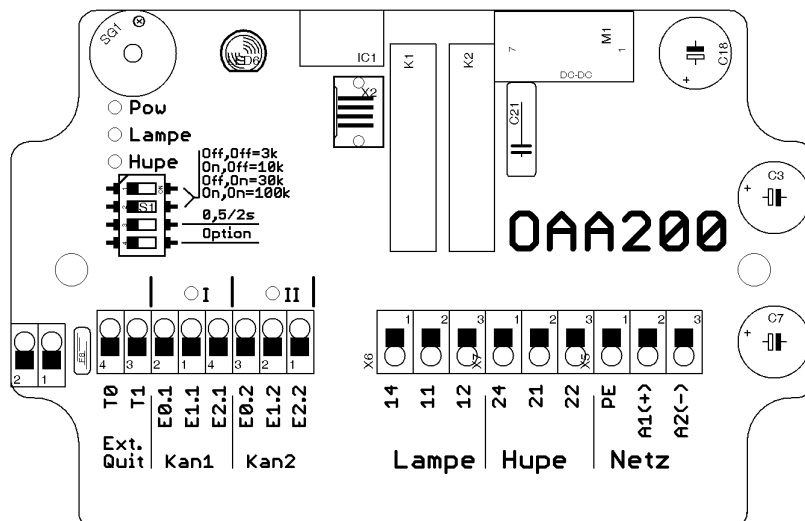 SG1
LED6
IC1
K1
K2
7
M1
1
DC-DC
C18
+
X2
C21
Pow
Lampe
Hupe
Off,Off=3k
On,Off=10k
Off,On=30k
On,On=100k
0,5/2s
Option
1
ON
2
S1
3
4
OAA200
C3
+
C7
+
I
II
2
1
4
3
2
1
4
3
2
1
X6
1
2
3
X7
1
2
3
X5
1
2
3
T0
T1
E0.1
E1.1
E2.1
E0.2
E1.2
E2.2
14
11
12
24
21
22
PE
A1(+)
A2(-)
Ext.
Quit
Kan1
Kan2
Lampe
Hupe
Netz